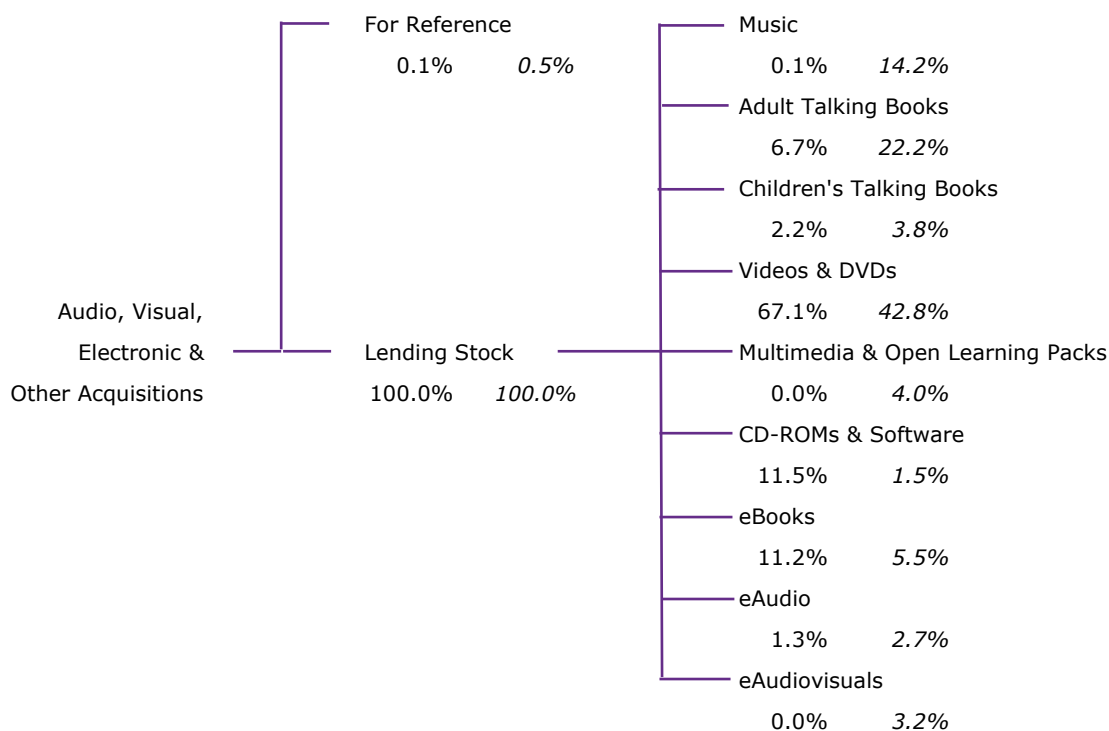 For Reference
0.1% 0.5%
Music
0.1% 14.2%
Adult Talking Books
6.7% 22.2%
Children's Talking Books
2.2% 3.8%
Videos & DVDs
67.1% 42.8%
Audio, Visual,
Electronic &
Other Acquisitions
Lending Stock
100.0% 100.0%
Multimedia & Open Learning Packs
0.0% 4.0%
CD-ROMs & Software
11.5% 1.5%
eBooks
11.2% 5.5%
eAudio
1.3% 2.7%
eAudiovisuals
0.0% 3.2%